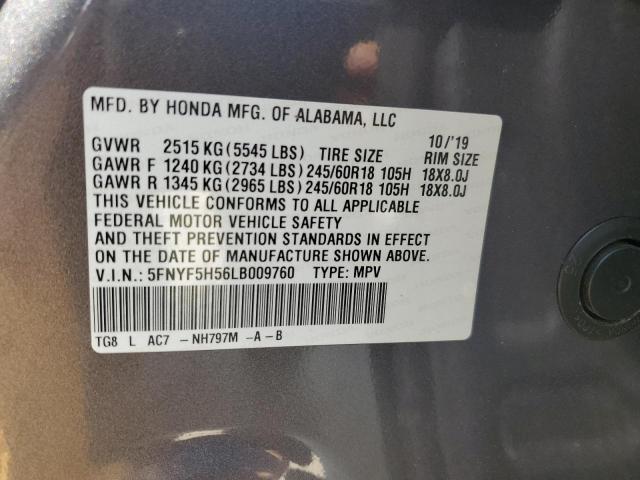 MFD. BY HONDA MFG. OF ALABAMA, LLC
10/'19
GVWR 2515 KG(5545 LBS) TIRE SIZE RIM SIZE
GAWR F 1240 KG(2734 LBS)245/60R18 105H 18X8.0J
GAWR R 1345 KG(2965 LBS)245/60R18 105H 18X8.0J
THIS VEHICLE CONFORMS TO ALL APPLICABLE
FEDERAL MOTOR VEHICLE SAFETY
AND THEFT PREVENTION STANDARDS IN EFFECT
ON THE DATE OF MANUFACTURE SHOWN ABOVE.
V.I.N.: 5FNYF5H56LB009760 TYPE: MPV
TG8 L AC7 -NH797M -A-B